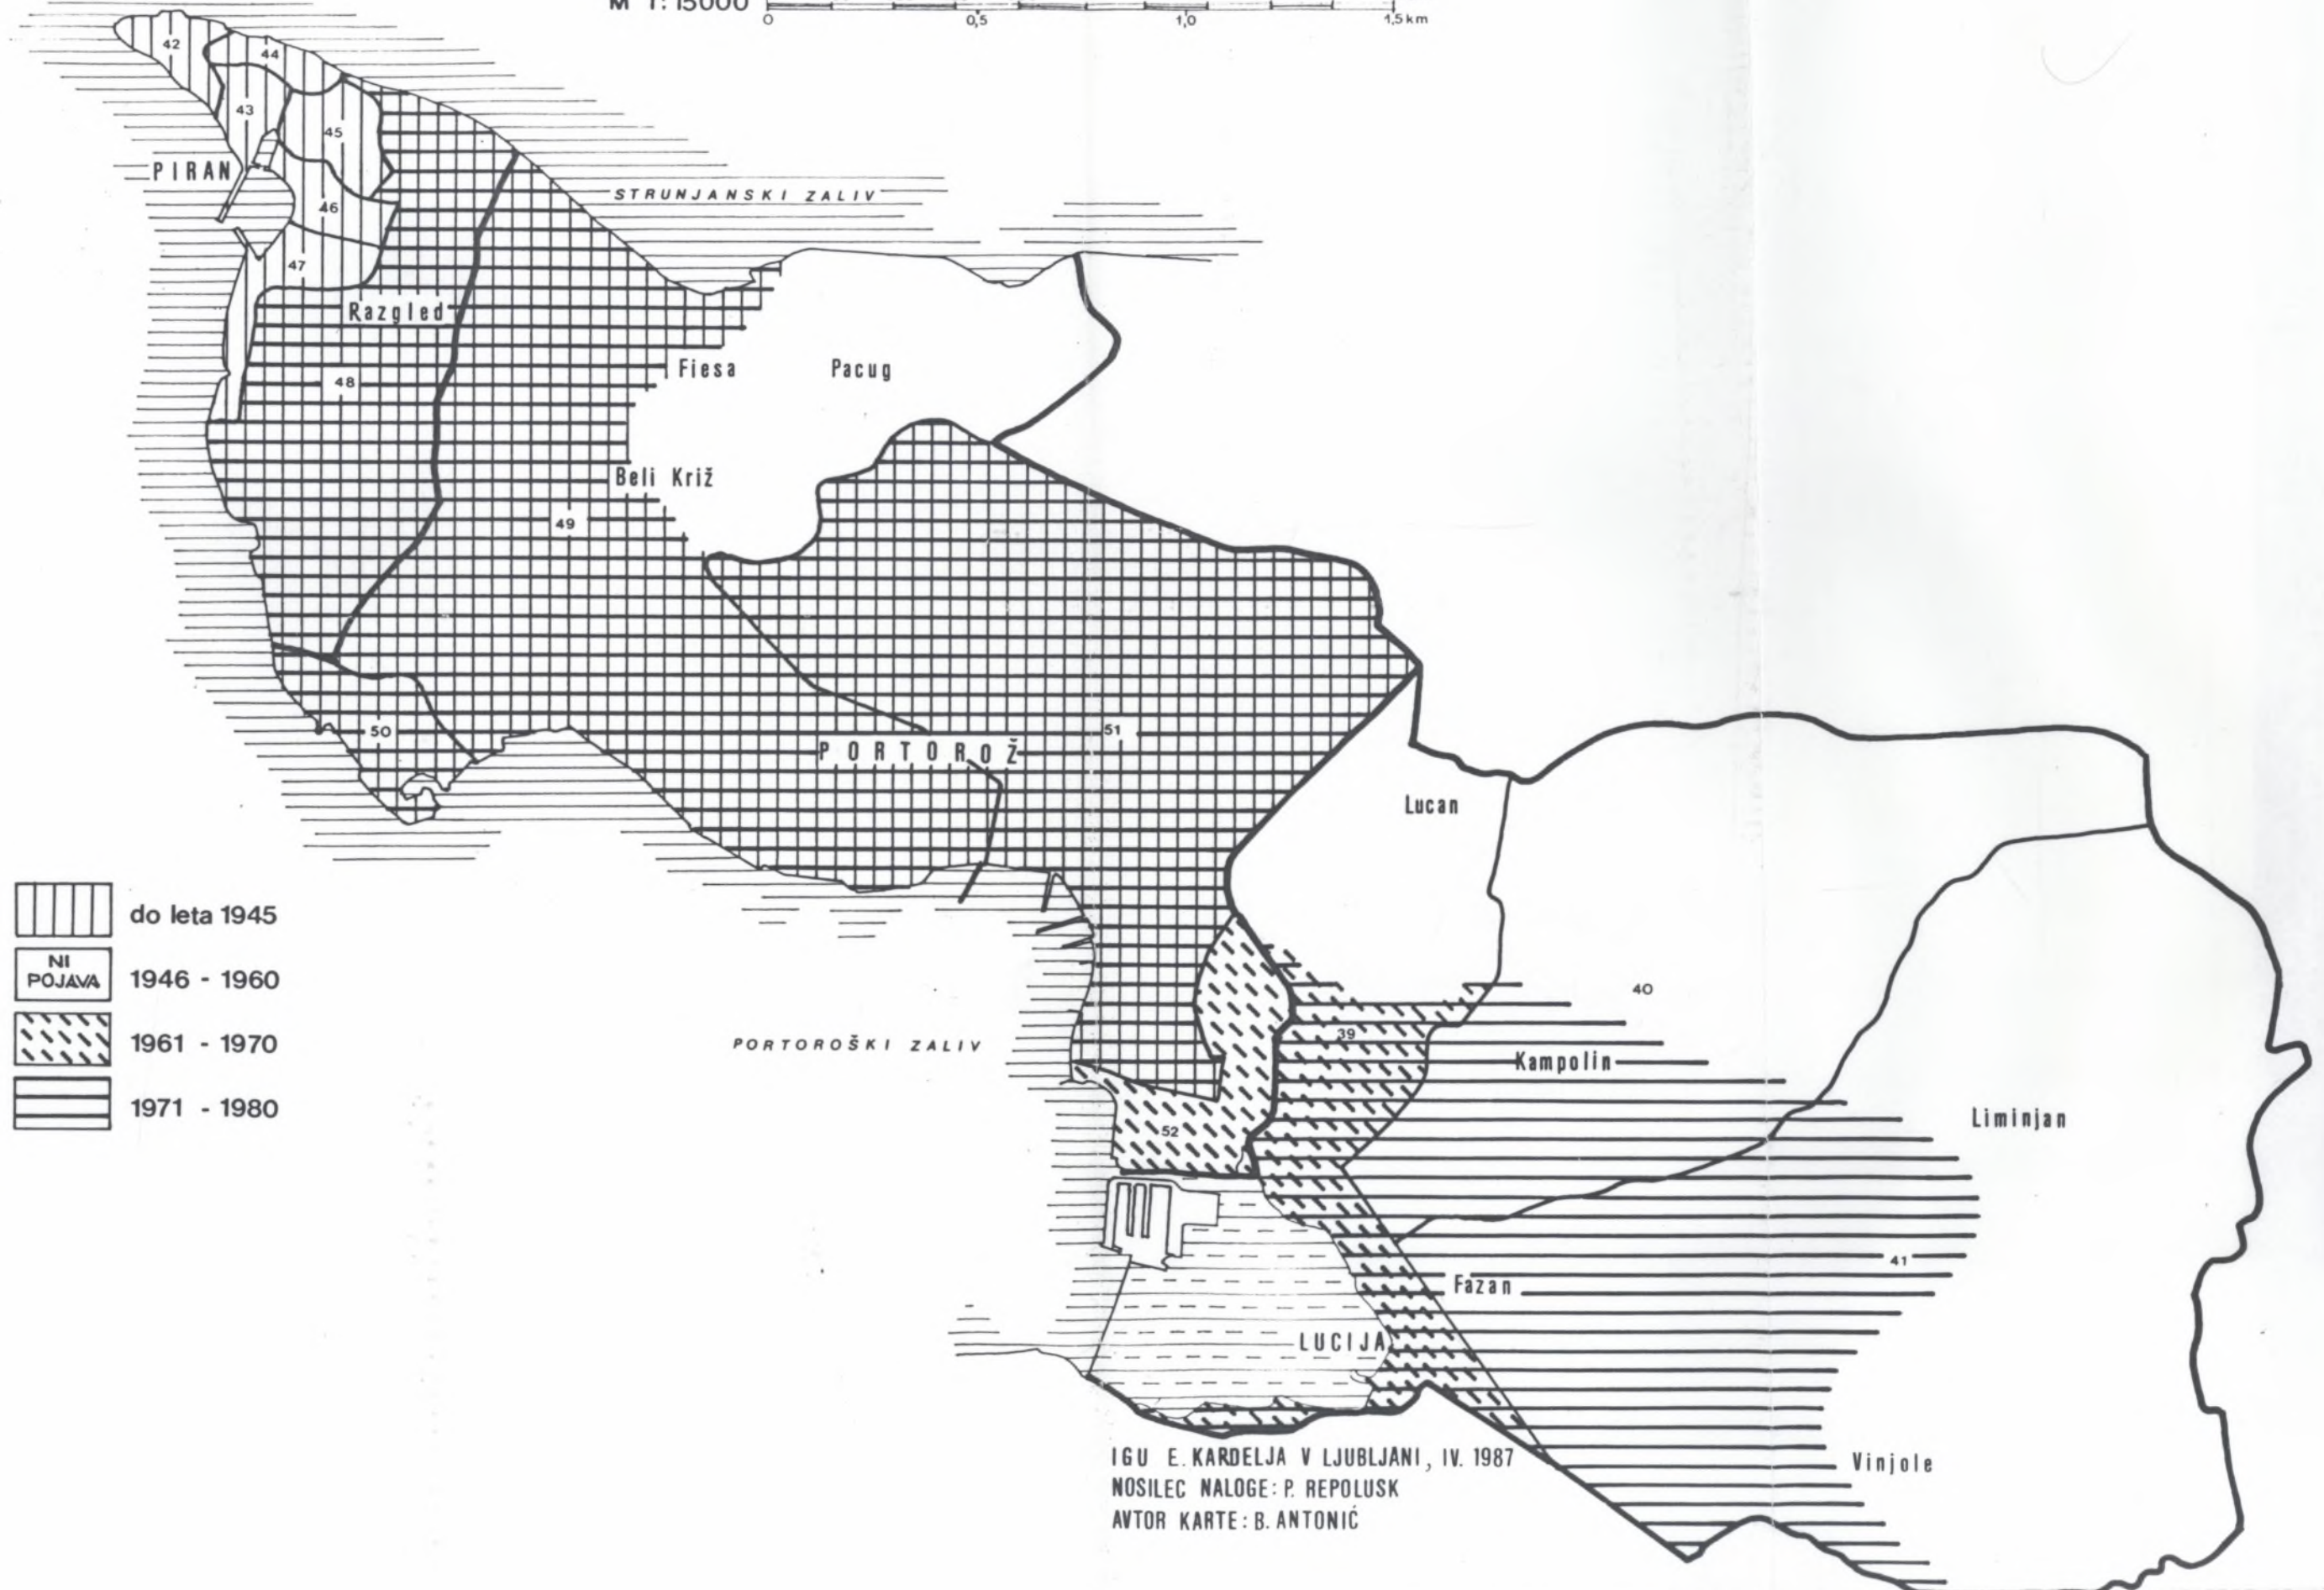 M 1:15000
0 0,5 1,0 1,5 km
42
44
43
45
PIRAN
STRUNJANSKI ZALIV
46
47
Razgled
Fiesa
Pacug
48
Beli Križ
49
50
51
PORTOROŽ
Lucan
do leta 1945
NI
POJAVA
1946 - 1960
1961 - 1970
1971 - 1980
40
39
PORTOROŠKI ZALIV
Kampolin
Liminjan
52
41
Fazan
LUCIJA
IGU E. KARDELJA V LJUBLJANI, IV. 1987
NOSILEC NALOGE: P. REPOLUSK
AVTOR KARTE: B. ANTONIĆ
Vinjole